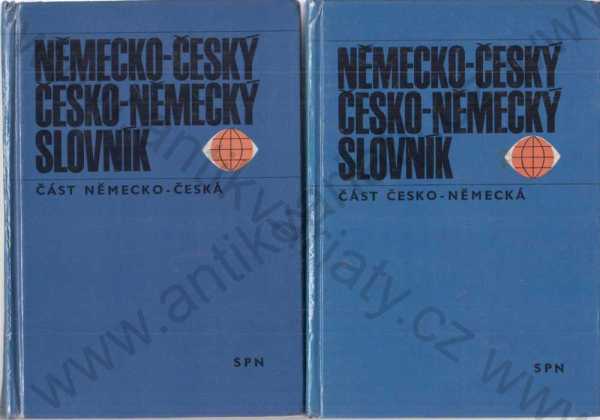 NĚMECKO-ČESKÝ
ČESKO-NĚMECKÝ
SLOVNÍK
ČÁST NĚMECKO-ČESKÁ
SPN
NĚMECKO-ČESKÝ
ČESKO-NĚMECKÝ
SLOVNÍK
ČÁST ČESKO-NĚMECKÁ
SPN
www.antikvariaty.cz